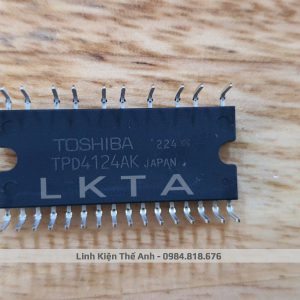 TOSHIBA 224
TPD4124AK JAPAN
LKTA
Linh Kiện Thế Anh - 0984.818.676